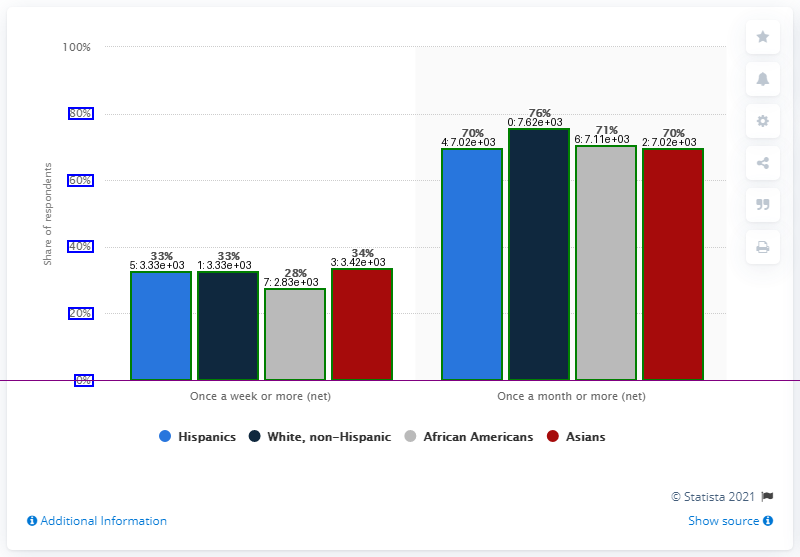 100%
80%
60%
40%
20%
0%
Share of respondents
33%
5: 3.33e+03
33%
1: 3.33e+03
28%
7: 2.83e+03
34%
3: 3.42e+03
70%
4: 7.02e+03
76%
0: 7.62e+03
71%
6: 7.11e+03
70%
2: 7.02e+03
Once a week or more (net)
Once a month or more (net)
Hispanics
White, non-Hispanic
African Americans
Asians
© Statista 2021
Additional Information
Show source